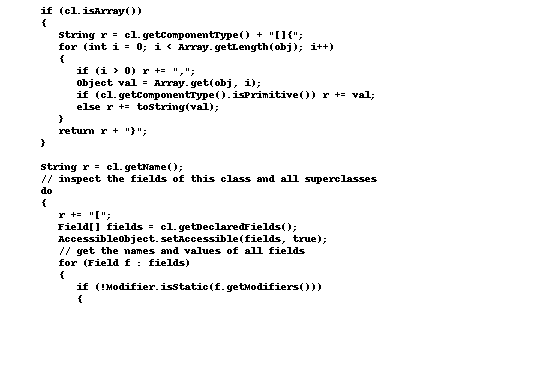 if (cl.isArray())
{
String r = cl.getComponentType() + "[]{";
for (int i = 0; i < Array.getLength(obj); i++)
{
if (i > 0) r += ",";
Object val = Array.get(obj, i);
if (cl.getComponentType().isPrimitive()) r += val;
else r += toString(val);
}
return r + "}";
}
String r = cl.getName();
// inspect the fields of this class and all superclasses
do
{
r += "[";
Field[] fields = cl.getDeclaredFields();
AccessibleObject.setAccessible(fields, true);
// get the names and values of all fields
for (Field f : fields)
{
if (!Modifier.isStatic(f.getModifiers()))
{